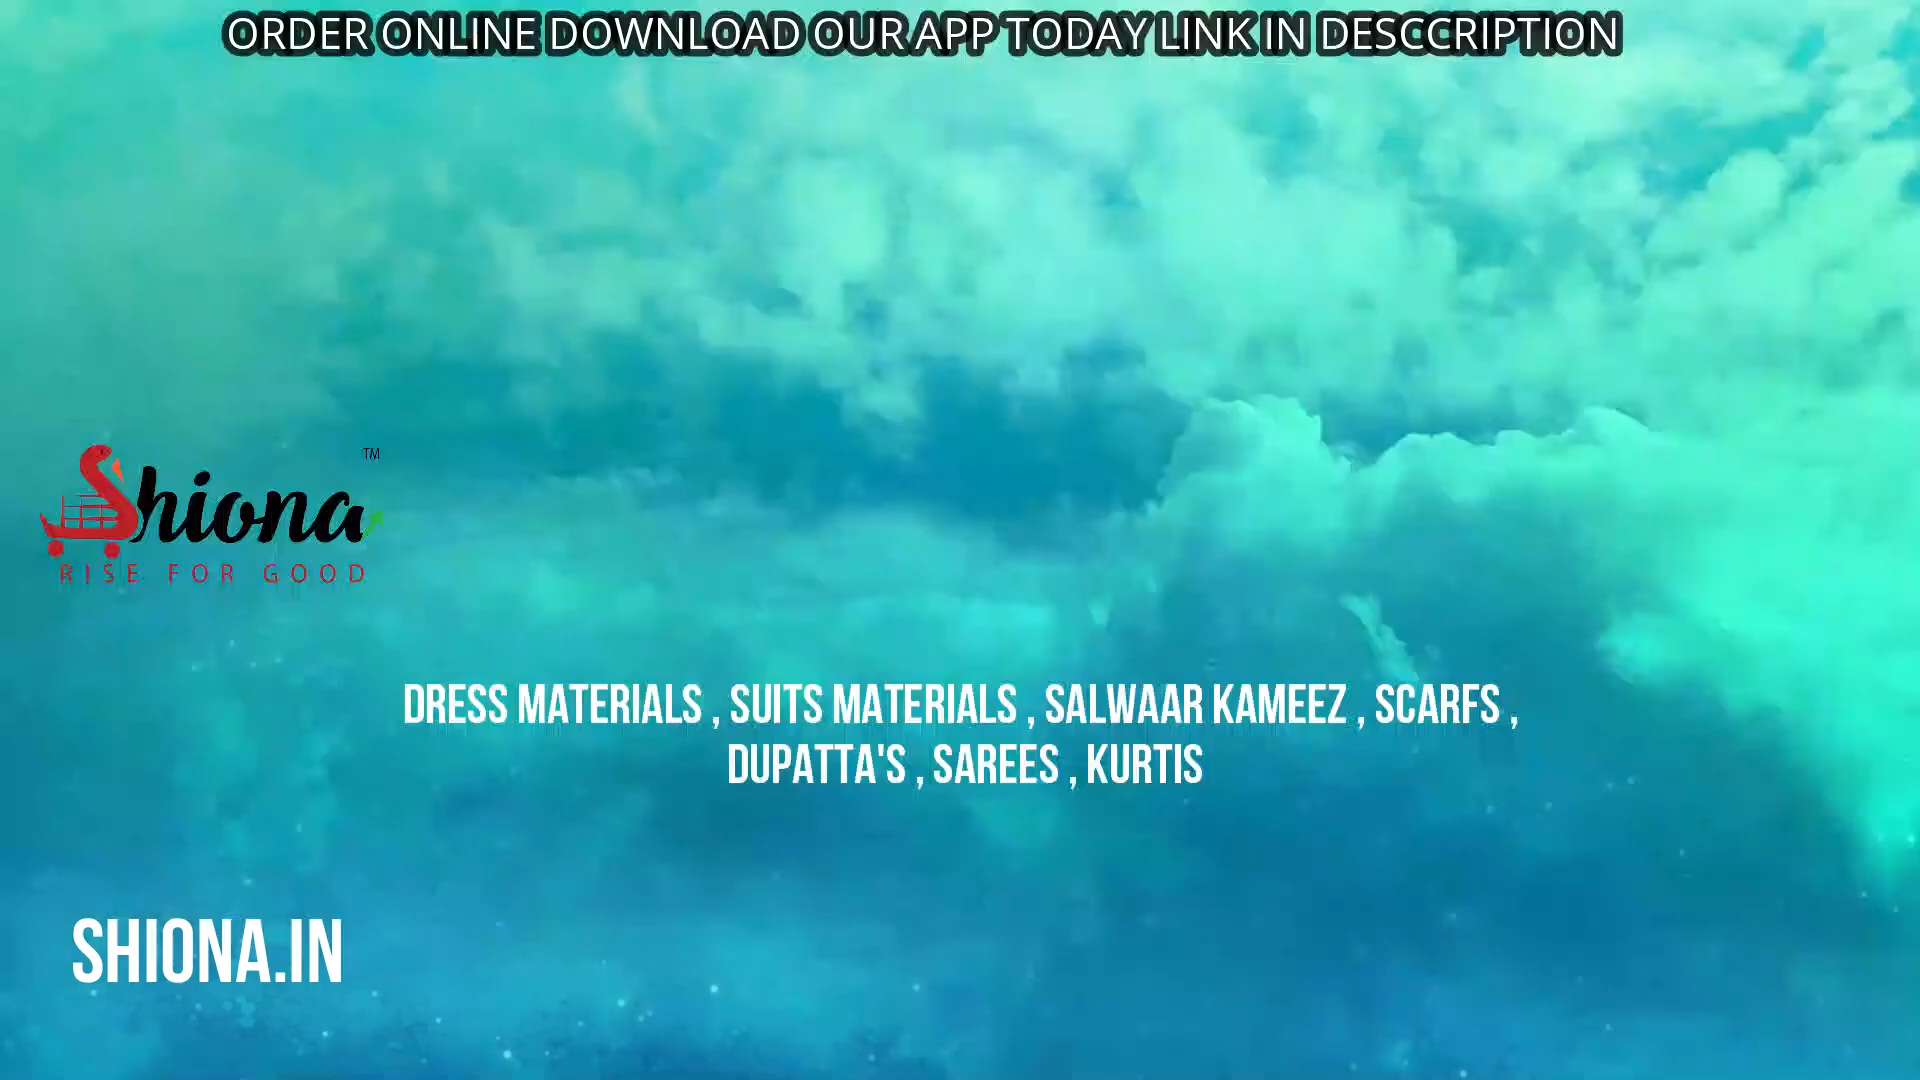 ORDER ONLINE DOWNLOAD OUR APP TODAY LINK IN DESCCRIPTION
Shiona TM
RISE FOR GOOD
DRESS MATERIALS , SUITS MATERIALS , SALWAAR KAMEEZ , SCARFS ,
DUPATTA'S , SAREES , KURTIS
SHIONA.IN